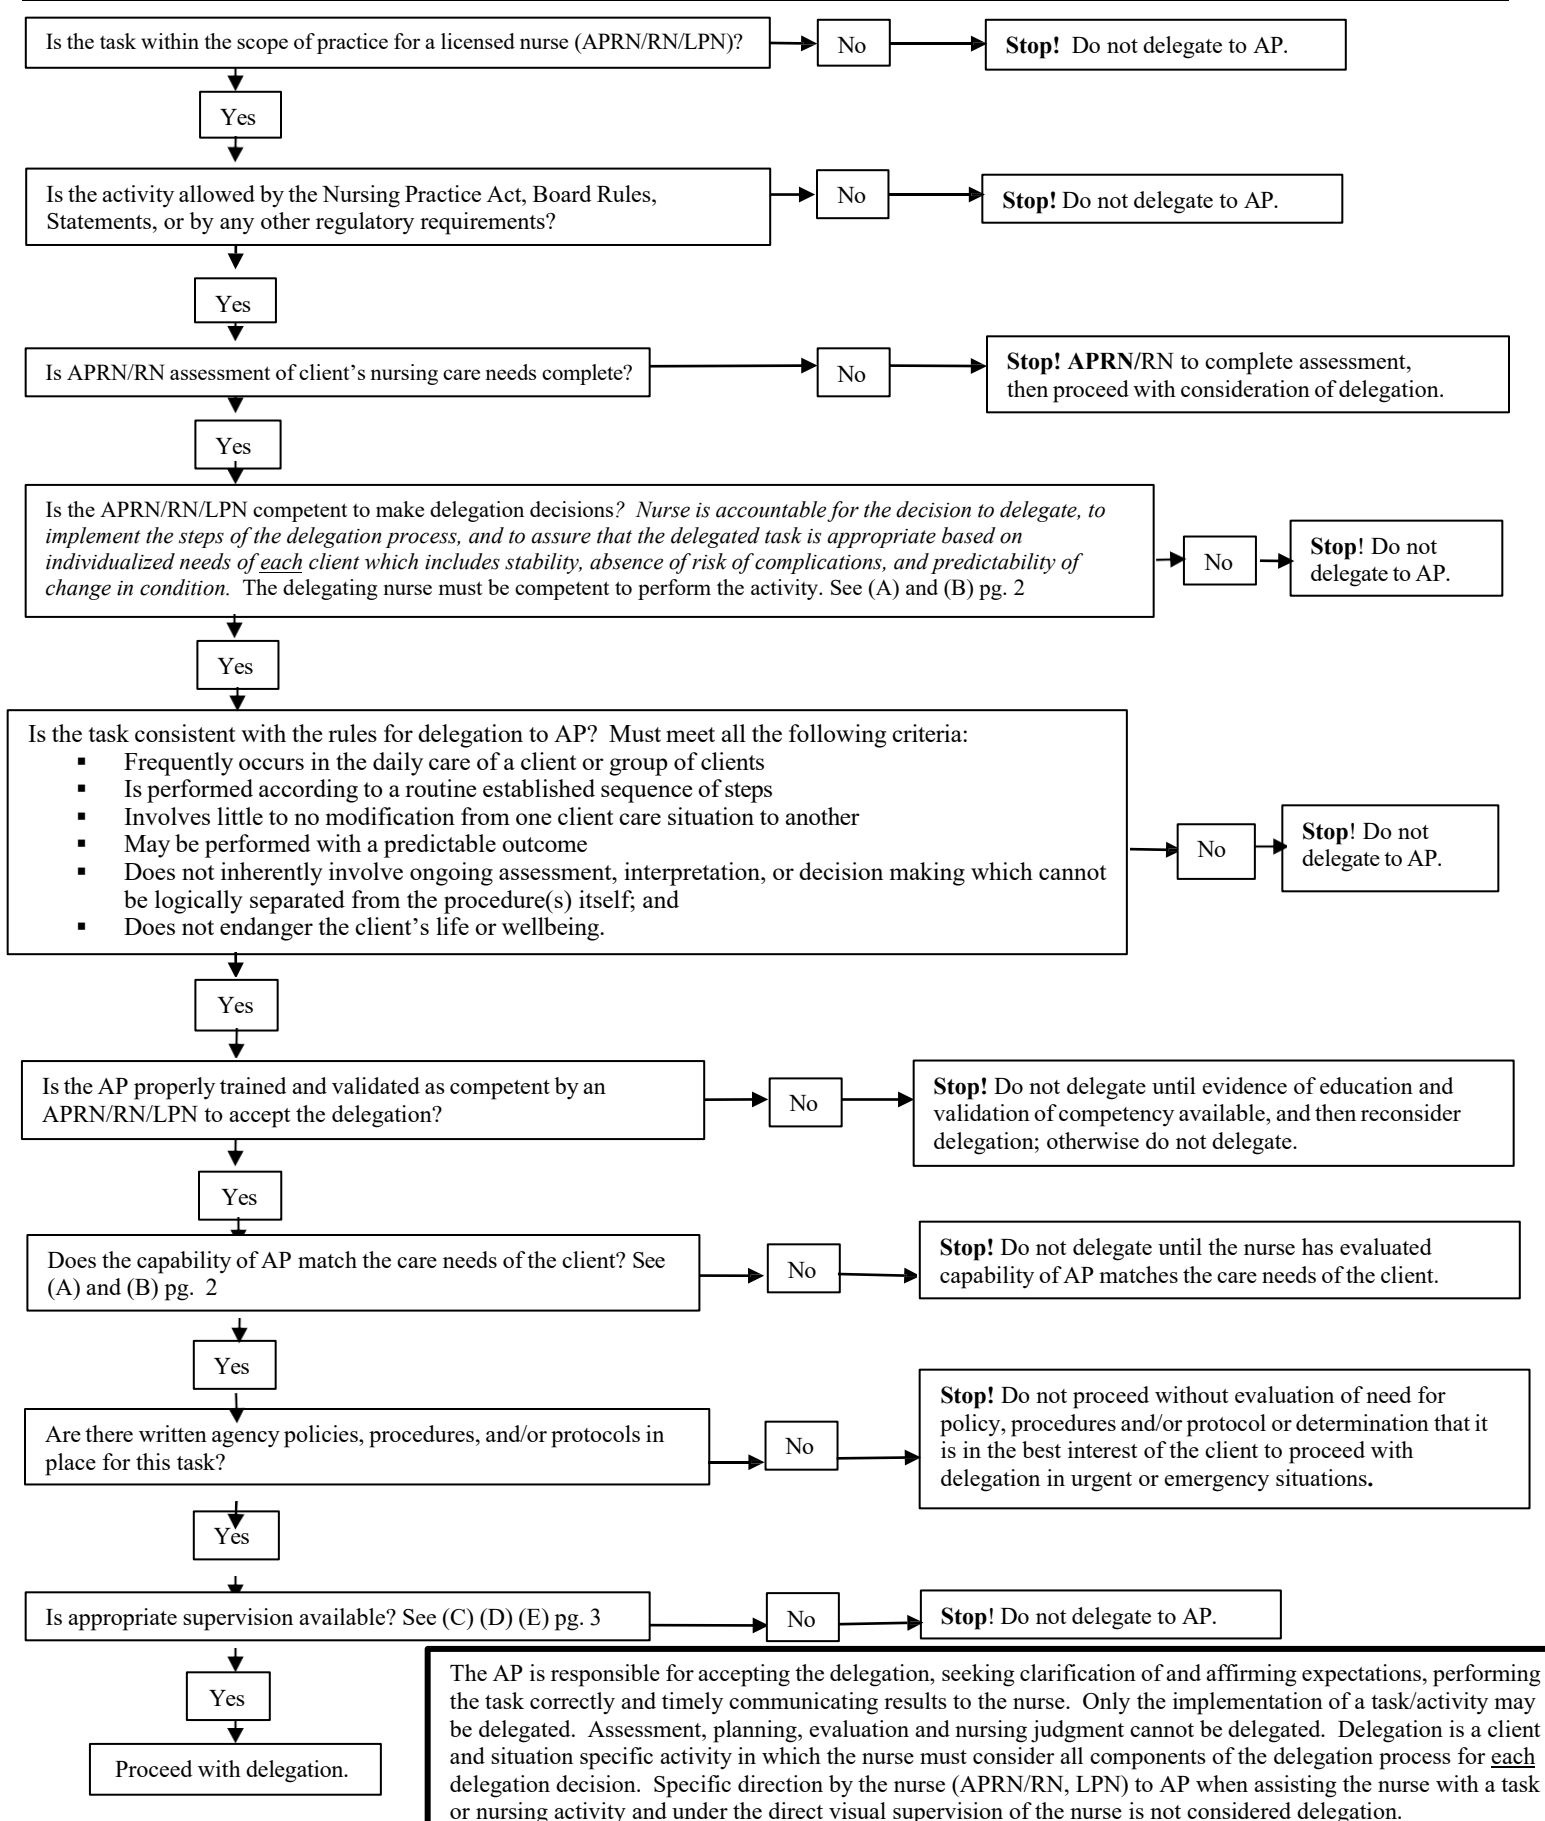 Is the task within the scope of practice for a licensed nurse (APRN/RN/LPN)?
No
Stop! Do not delegate to AP.
Yes
Is the activity allowed by the Nursing Practice Act, Board Rules,
Statements, or by any other regulatory requirements?
No
Stop! Do not delegate to AP.
Yes
Is APRN/RN assessment of client's nursing care needs complete?
No
Stop! APRN/RN to complete assessment,
then proceed with consideration of delegation.
Yes
Is the APRN/RN/LPN competent to make delegation decisions? Nurse is accountable for the decision to delegate, to
implement the steps of the delegation process, and to assure that the delegated task is appropriate based on
individualized needs of each client which includes stability, absence of risk of complications, and predictability of
change in condition. The delegating nurse must be competent to perform the activity. See (A) and (B) pg. 2
No
Stop! Do not
delegate to AP.
Yes
Is the task consistent with the rules for delegation to AP? Must meet all the following criteria:
▪ Frequently occurs in the daily care of a client or group of clients
▪ Is performed according to a routine established sequence of steps
▪ Involves little to no modification from one client care situation to another
▪ May be performed with a predictable outcome
▪ Does not inherently involve ongoing assessment, interpretation, or decision making which cannot
be logically separated from the procedure(s) itself; and
▪ Does not endanger the client's life or wellbeing.
No
Stop! Do not
delegate to AP.
Yes
Is the AP properly trained and validated as competent by an
APRN/RN/LPN to accept the delegation?
No
Stop! Do not delegate until evidence of education and
validation of competency available, and then reconsider
delegation; otherwise do not delegate.
Yes
Does the capability of AP match the care needs of the client? See
(A) and (B) pg. 2
No
Stop! Do not delegate until the nurse has evaluated
capability of AP matches the care needs of the client.
Yes
Are there written agency policies, procedures, and/or protocols in
place for this task?
No
Stop! Do not proceed without evaluation of need for
policy, procedures and/or protocol or determination that it
is in the best interest of the client to proceed with
delegation in urgent or emergency situations.
Yes
Is appropriate supervision available? See (C) (D) (E) pg. 3
No
Stop! Do not delegate to AP.
Yes
Proceed with delegation.
The AP is responsible for accepting the delegation, seeking clarification of and affirming expectations, performing
the task correctly and timely communicating results to the nurse. Only the implementation of a task/activity may
be delegated. Assessment, planning, evaluation and nursing judgment cannot be delegated. Delegation is a client
and situation specific activity in which the nurse must consider all components of the delegation process for each
delegation decision. Specific direction by the nurse (APRN/RN, LPN) to AP when assisting the nurse with a task
or nursing activity and under the direct visual supervision of the nurse is not considered delegation.